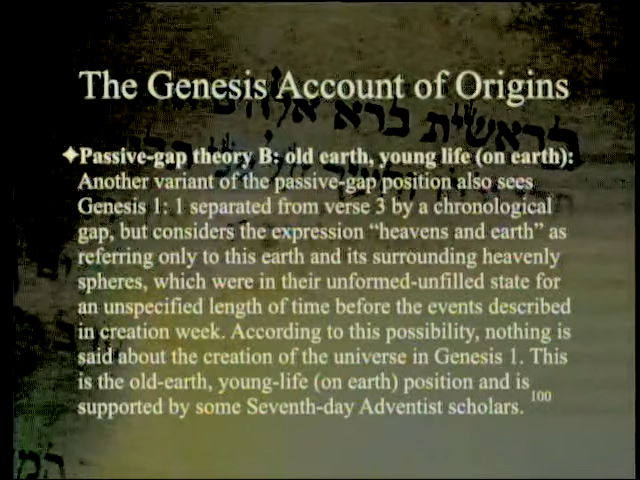 The Genesis Account of Origins
בראשית ברא אלהים
✦Passive-gap theory B: old earth, young life (on earth):
Another variant of the passive-gap position also sees
Genesis 1: 1 separated from verse 3 by a chronological
gap, but considers the expression “heavens and earth” as
referring only to this earth and its surrounding heavenly
spheres, which were in their unformed-unfilled state for
an unspecified length of time before the events described
in creation week. According to this possibility, nothing is
said about the creation of the universe in Genesis 1. This
is the old-earth, young-life (on earth) position and is
supported by some Seventh-day Adventist scholars. 100